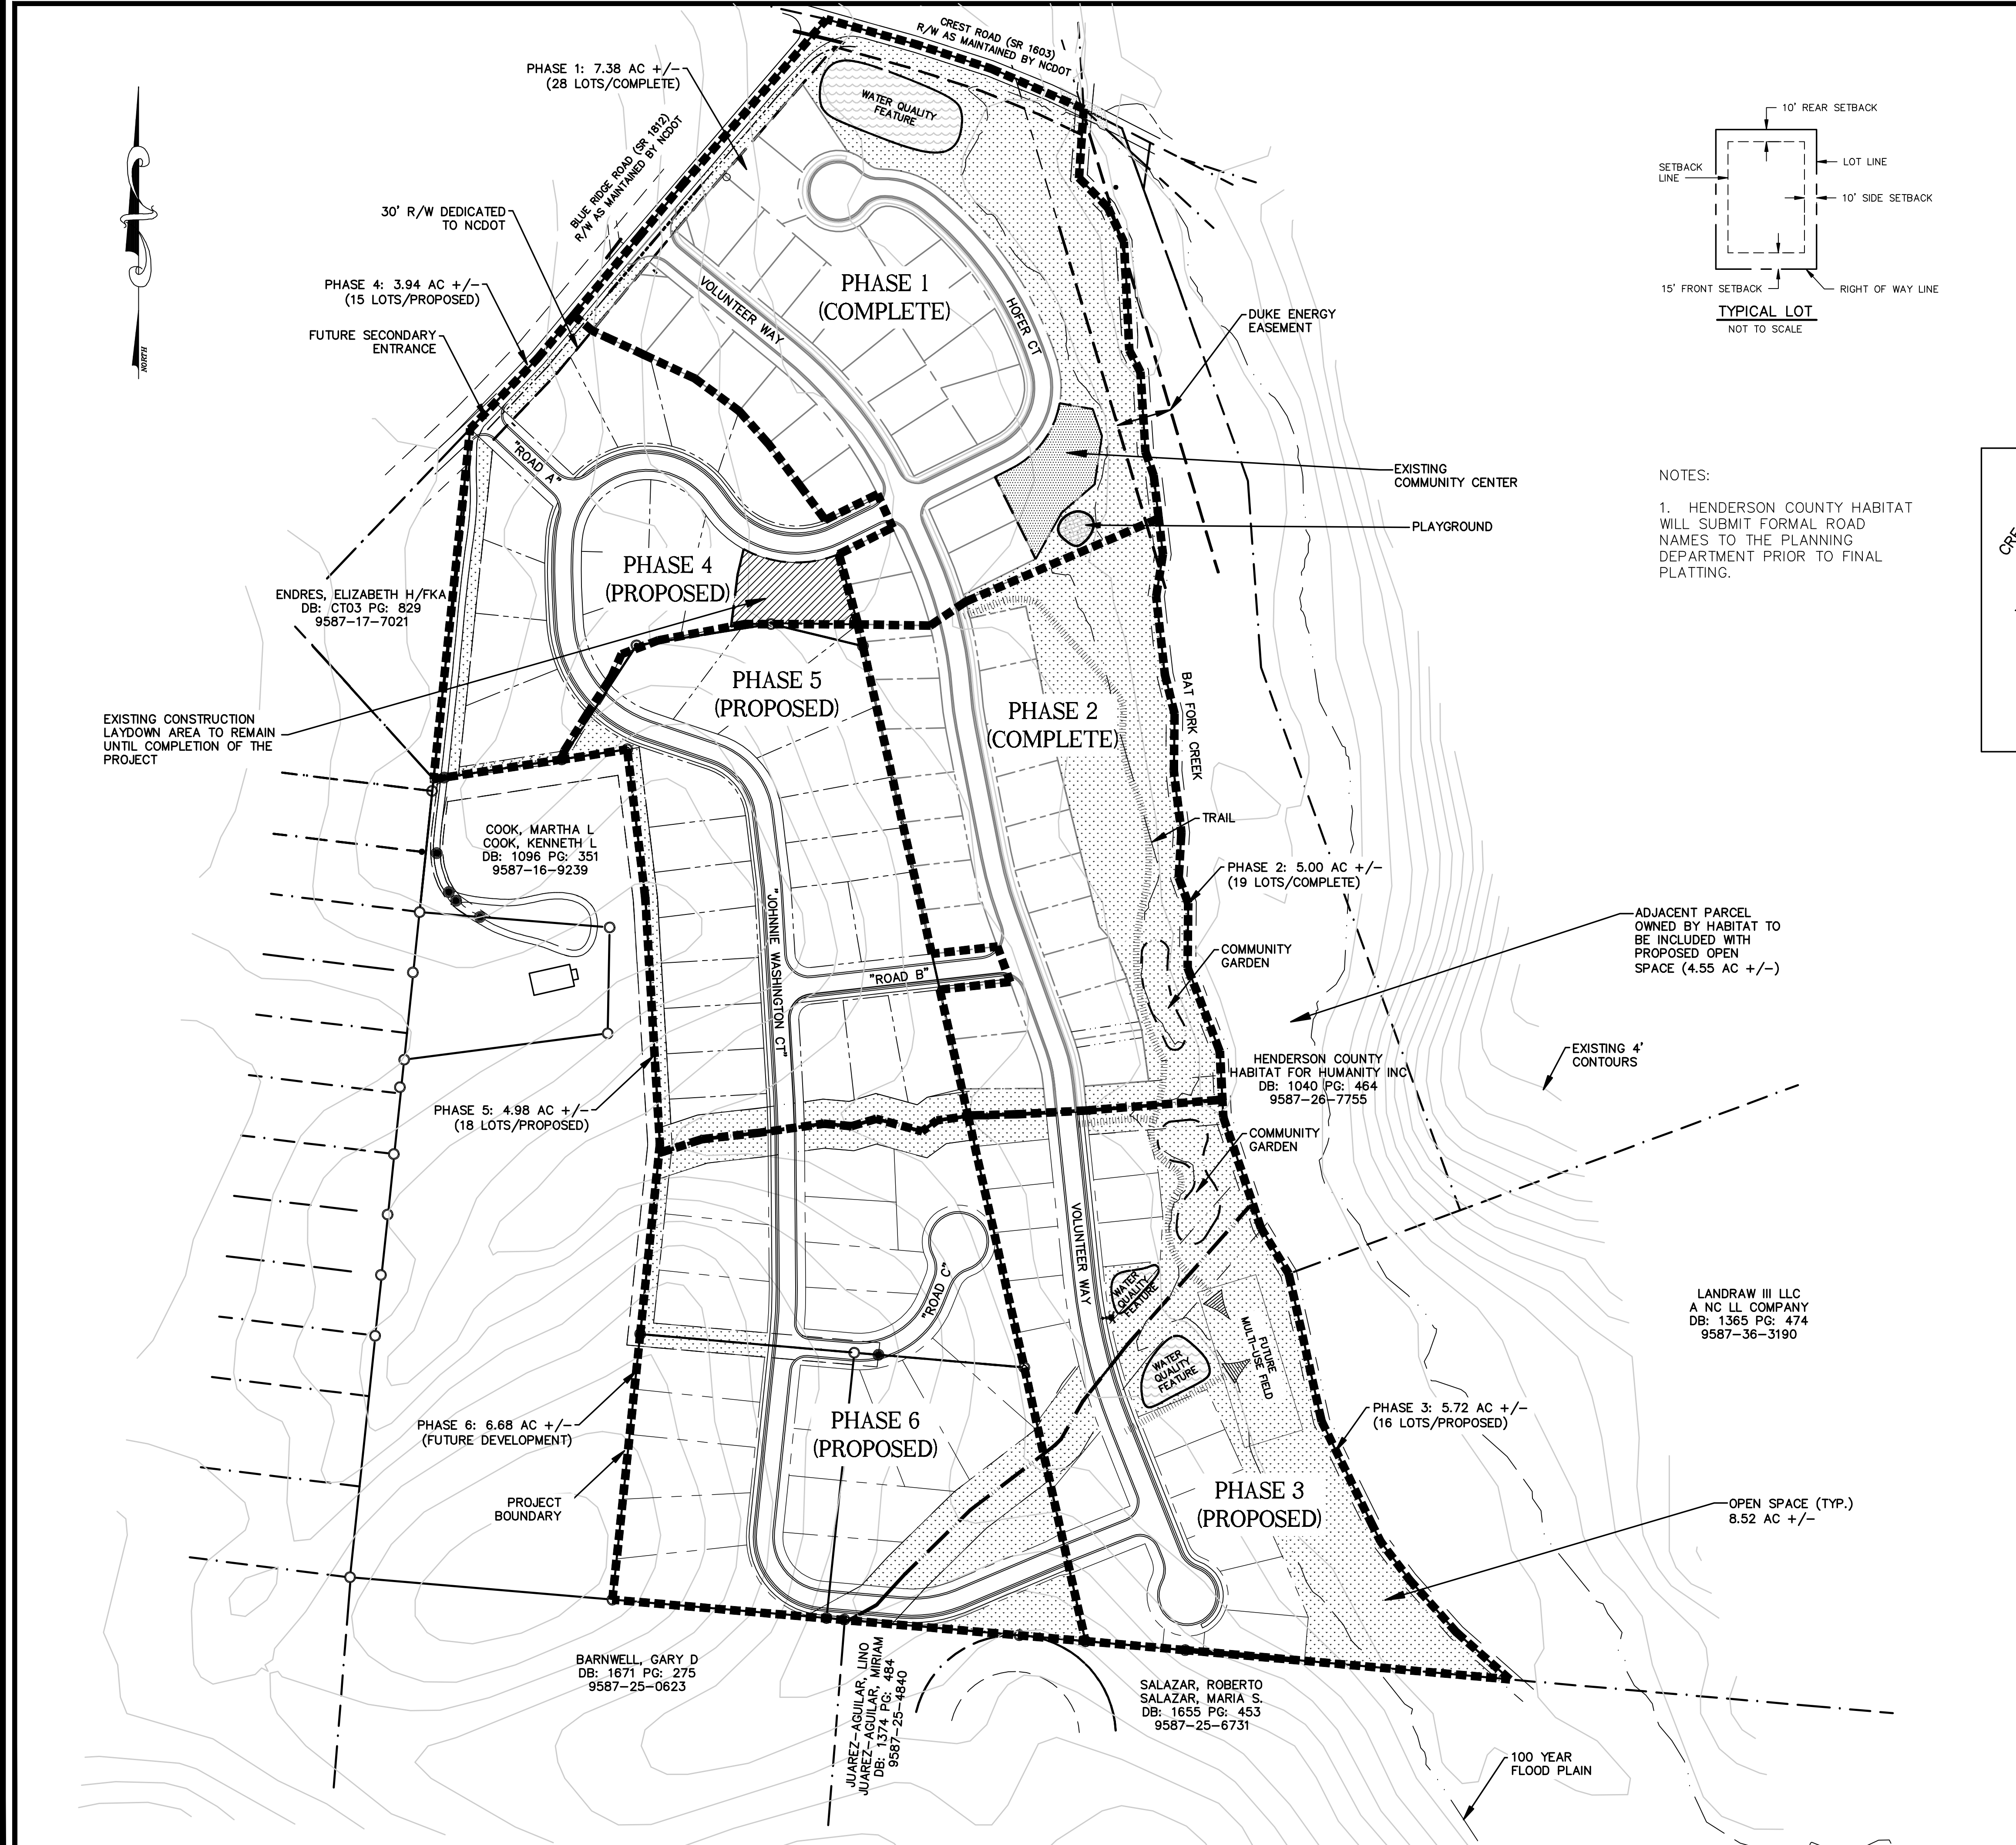 CREST ROAD (SR 1603)
R/W AS MAINTAINED BY NCDOT
PHASE 1: 7.38 AC +/-
(28 LOTS/COMPLETE)
WATER QUALITY
FEATURE
BLUE RIDGE ROAD (SR 1812)
R/W AS MAINTAINED BY NCDOT
10' REAR SETBACK
SETBACK
LINE
LOT LINE
10' SIDE SETBACK
15' FRONT SETBACK
RIGHT OF WAY LINE
TYPICAL LOT
NOT TO SCALE
NORTH
30' R/W DEDICATED
TO NCDOT
PHASE 4: 3.94 AC +/-
(15 LOTS/PROPOSED)
FUTURE SECONDARY
ENTRANCE
VOLUNTEER WAY
PHASE 1
(COMPLETE)
HOFER CT
DUKE ENERGY
EASEMENT
"ROAD A"
EXISTING
COMMUNITY CENTER
PLAYGROUND
NOTES:
1. HENDERSON COUNTY HABITAT
WILL SUBMIT FORMAL ROAD
NAMES TO THE PLANNING
DEPARTMENT PRIOR TO FINAL
PLATTING.
CRE
PHASE 4
(PROPOSED)
ENDRES, ELIZABETH H/FKA
DB: CT03 PG: 829
9587-17-7021
PHASE 5
(PROPOSED)
PHASE 2
(COMPLETE)
BAT FORK CREEK
EXISTING CONSTRUCTION
LAYDOWN AREA TO REMAIN
UNTIL COMPLETION OF THE
PROJECT
COOK, MARTHA L
COOK, KENNETH L
DB: 1096 PG: 351
9587-16-9239
TRAIL
PHASE 2: 5.00 AC +/-
(19 LOTS/COMPLETE)
"JOHNNIE WASHINGTON CT"
"ROAD B"
COMMUNITY
GARDEN
ADJACENT PARCEL
OWNED BY HABITAT TO
BE INCLUDED WITH
PROPOSED OPEN
SPACE (4.55 AC +/-)
EXISTING 4'
CONTOURS
HENDERSON COUNTY
HABITAT FOR HUMANITY INC
DB: 1040 PG: 464
9587-26-7755
PHASE 5: 4.98 AC +/-
(18 LOTS/PROPOSED)
COMMUNITY
GARDEN
VOLUNTEER WAY
"ROAD C"
WATER
QUALITY
FEATURE
WATER
QUALITY
FEATURE
FUTURE
MULTI-USE FIELD
LANDRAW III LLC
A NC LL COMPANY
DB: 1365 PG: 474
9587-36-3190
PHASE 6: 6.68 AC +/-
(FUTURE DEVELOPMENT)
PHASE 6
(PROPOSED)
PHASE 3: 5.72 AC +/-
(16 LOTS/PROPOSED)
PROJECT
BOUNDARY
PHASE 3
(PROPOSED)
OPEN SPACE (TYP.)
8.52 AC +/-
BARNWELL, GARY D
DB: 1671 PG: 275
9587-25-0623
JUAREZ-AGUILAR, LINO
JUAREZ-AGUILAR, MIRIAM
DB: 1374 PG: 484
9587-25-4840
SALAZAR, ROBERTO
SALAZAR, MARIA S.
DB: 1655 PG: 453
9587-25-6731
100 YEAR
FLOOD PLAIN